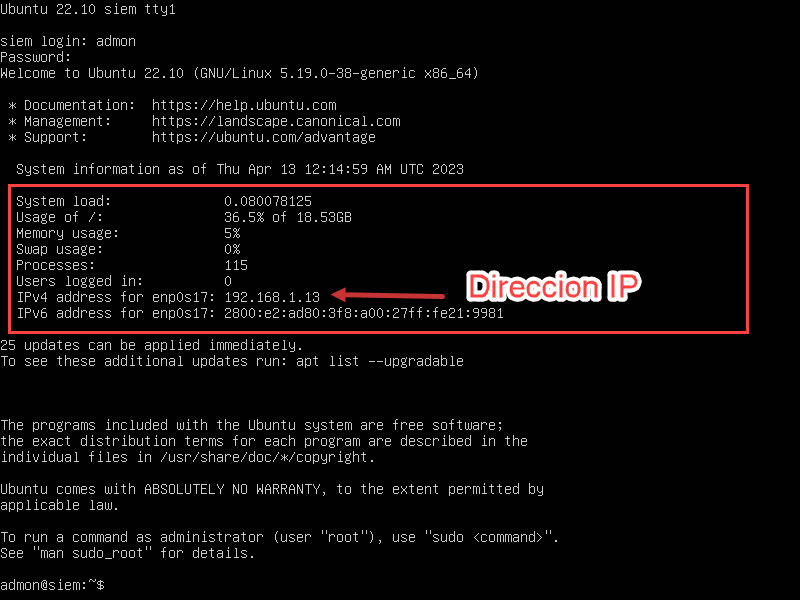 Ubuntu 22.10 siem tty1
siem login: admon
Password:
Welcome to Ubuntu 22.10 (GNU/Linux 5.19.0-38-generic x86_64)
* Documentation:  https://help.ubuntu.com
* Management:     https://landscape.canonical.com
* Support:        https://ubuntu.com/advantage
System information as of Thu Apr 13 12:14:59 AM UTC 2023
System load:              0.080078125
Usage of /:               36.5% of 18.53GB
Memory usage:             5%
Swap usage:               0%
Processes:                115
Users logged in:          0
IPv4 address for enp0s17: 192.168.1.13
Direccion IP
IPv6 address for enp0s17: 2800:e2:ad80:3f8:a00:27ff:fe21:9981
25 updates can be applied immediately.
To see these additional updates run: apt list --upgradable
The programs included with the Ubuntu system are free software;
the exact distribution terms for each program are described in the
individual files in /usr/share/doc/*/copyright.
Ubuntu comes with ABSOLUTELY NO WARRANTY, to the extent permitted by
applicable law.
To run a command as administrator (user "root"), use "sudo <command>".
See "man sudo_root" for details.
admon@siem:~$